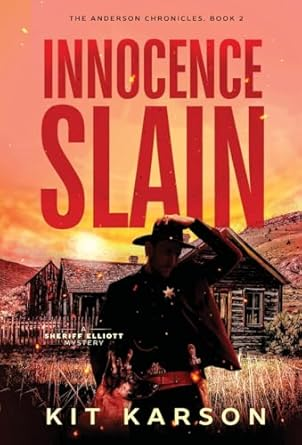 THE ANDERSON CHRONICLES, BOOK 2
INNOCENCE
SLAIN
A
SHERIFF ELLIOTT
MYSTERY
KIT KARSON